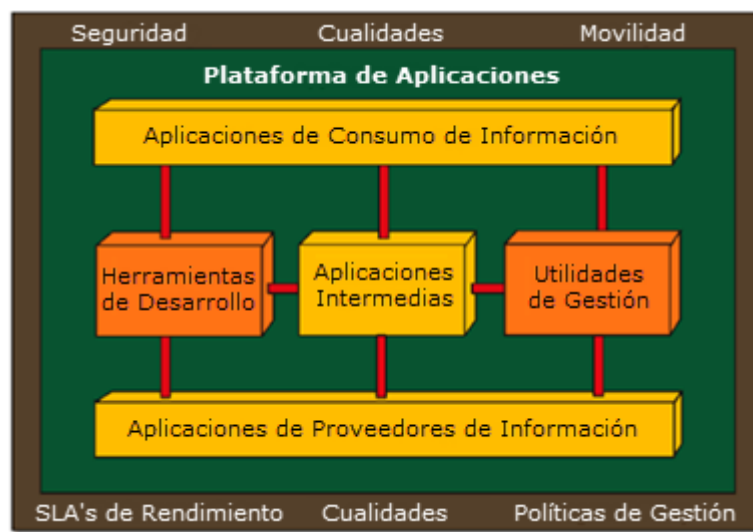 Seguridad Cualidades Movilidad
Plataforma de Aplicaciones
Aplicaciones de Consumo de Información
Herramientas
de Desarrollo
Aplicaciones
Intermedias
Utilidades
de Gestión
Aplicaciones de Proveedores de Información
SLA's de Rendimiento Cualidades Políticas de Gestión